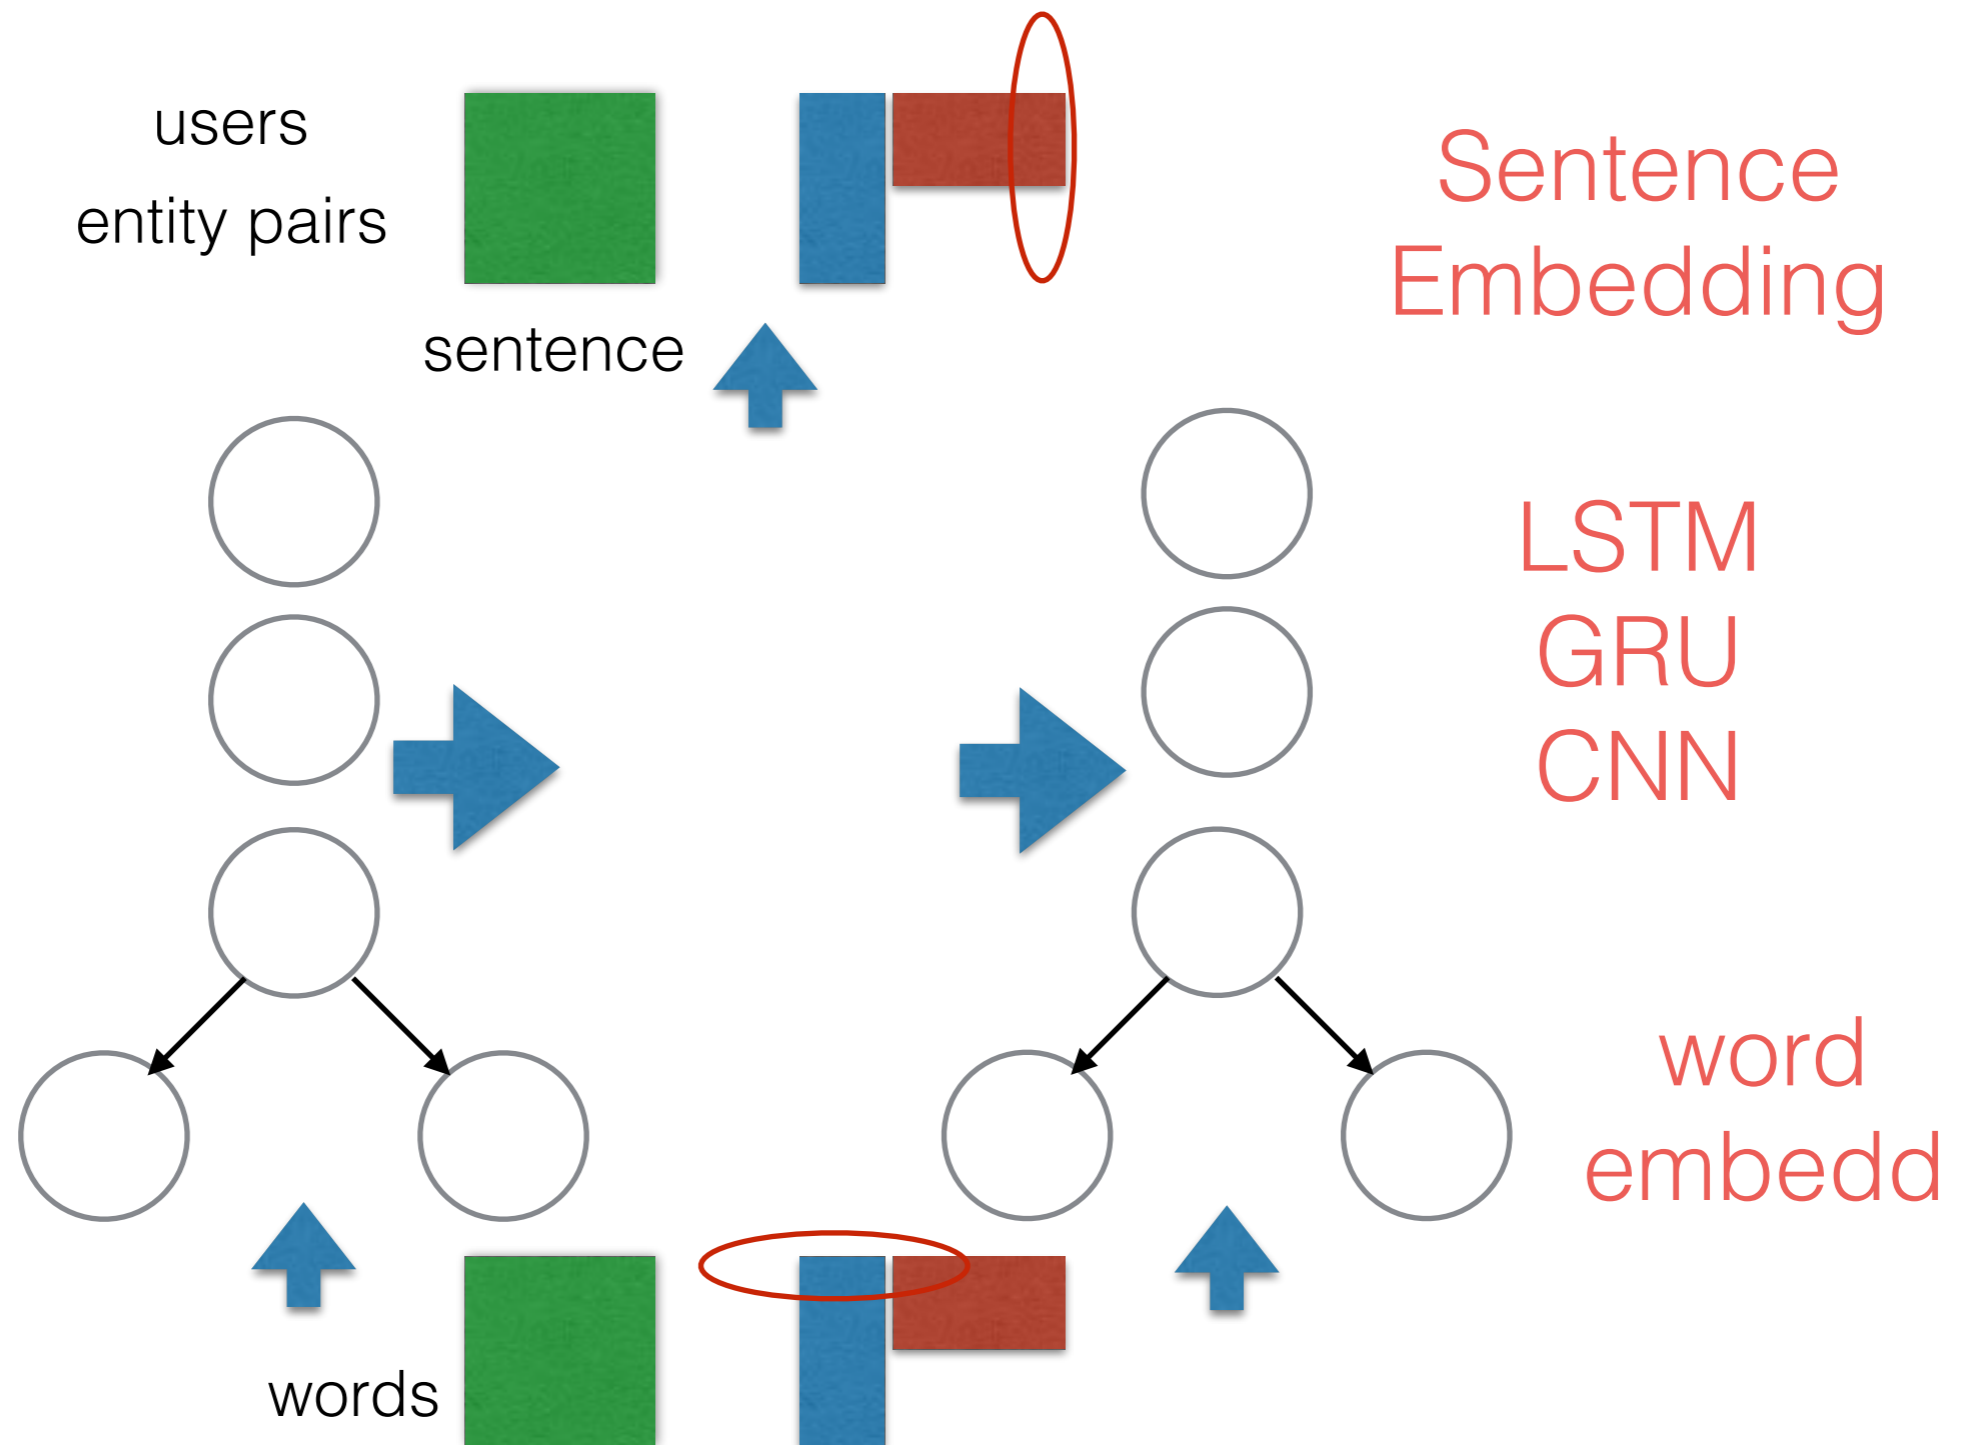 users
entity pairs
sentence
Sentence
Embedding
LSTM
GRU
CNN
word
embedd
words